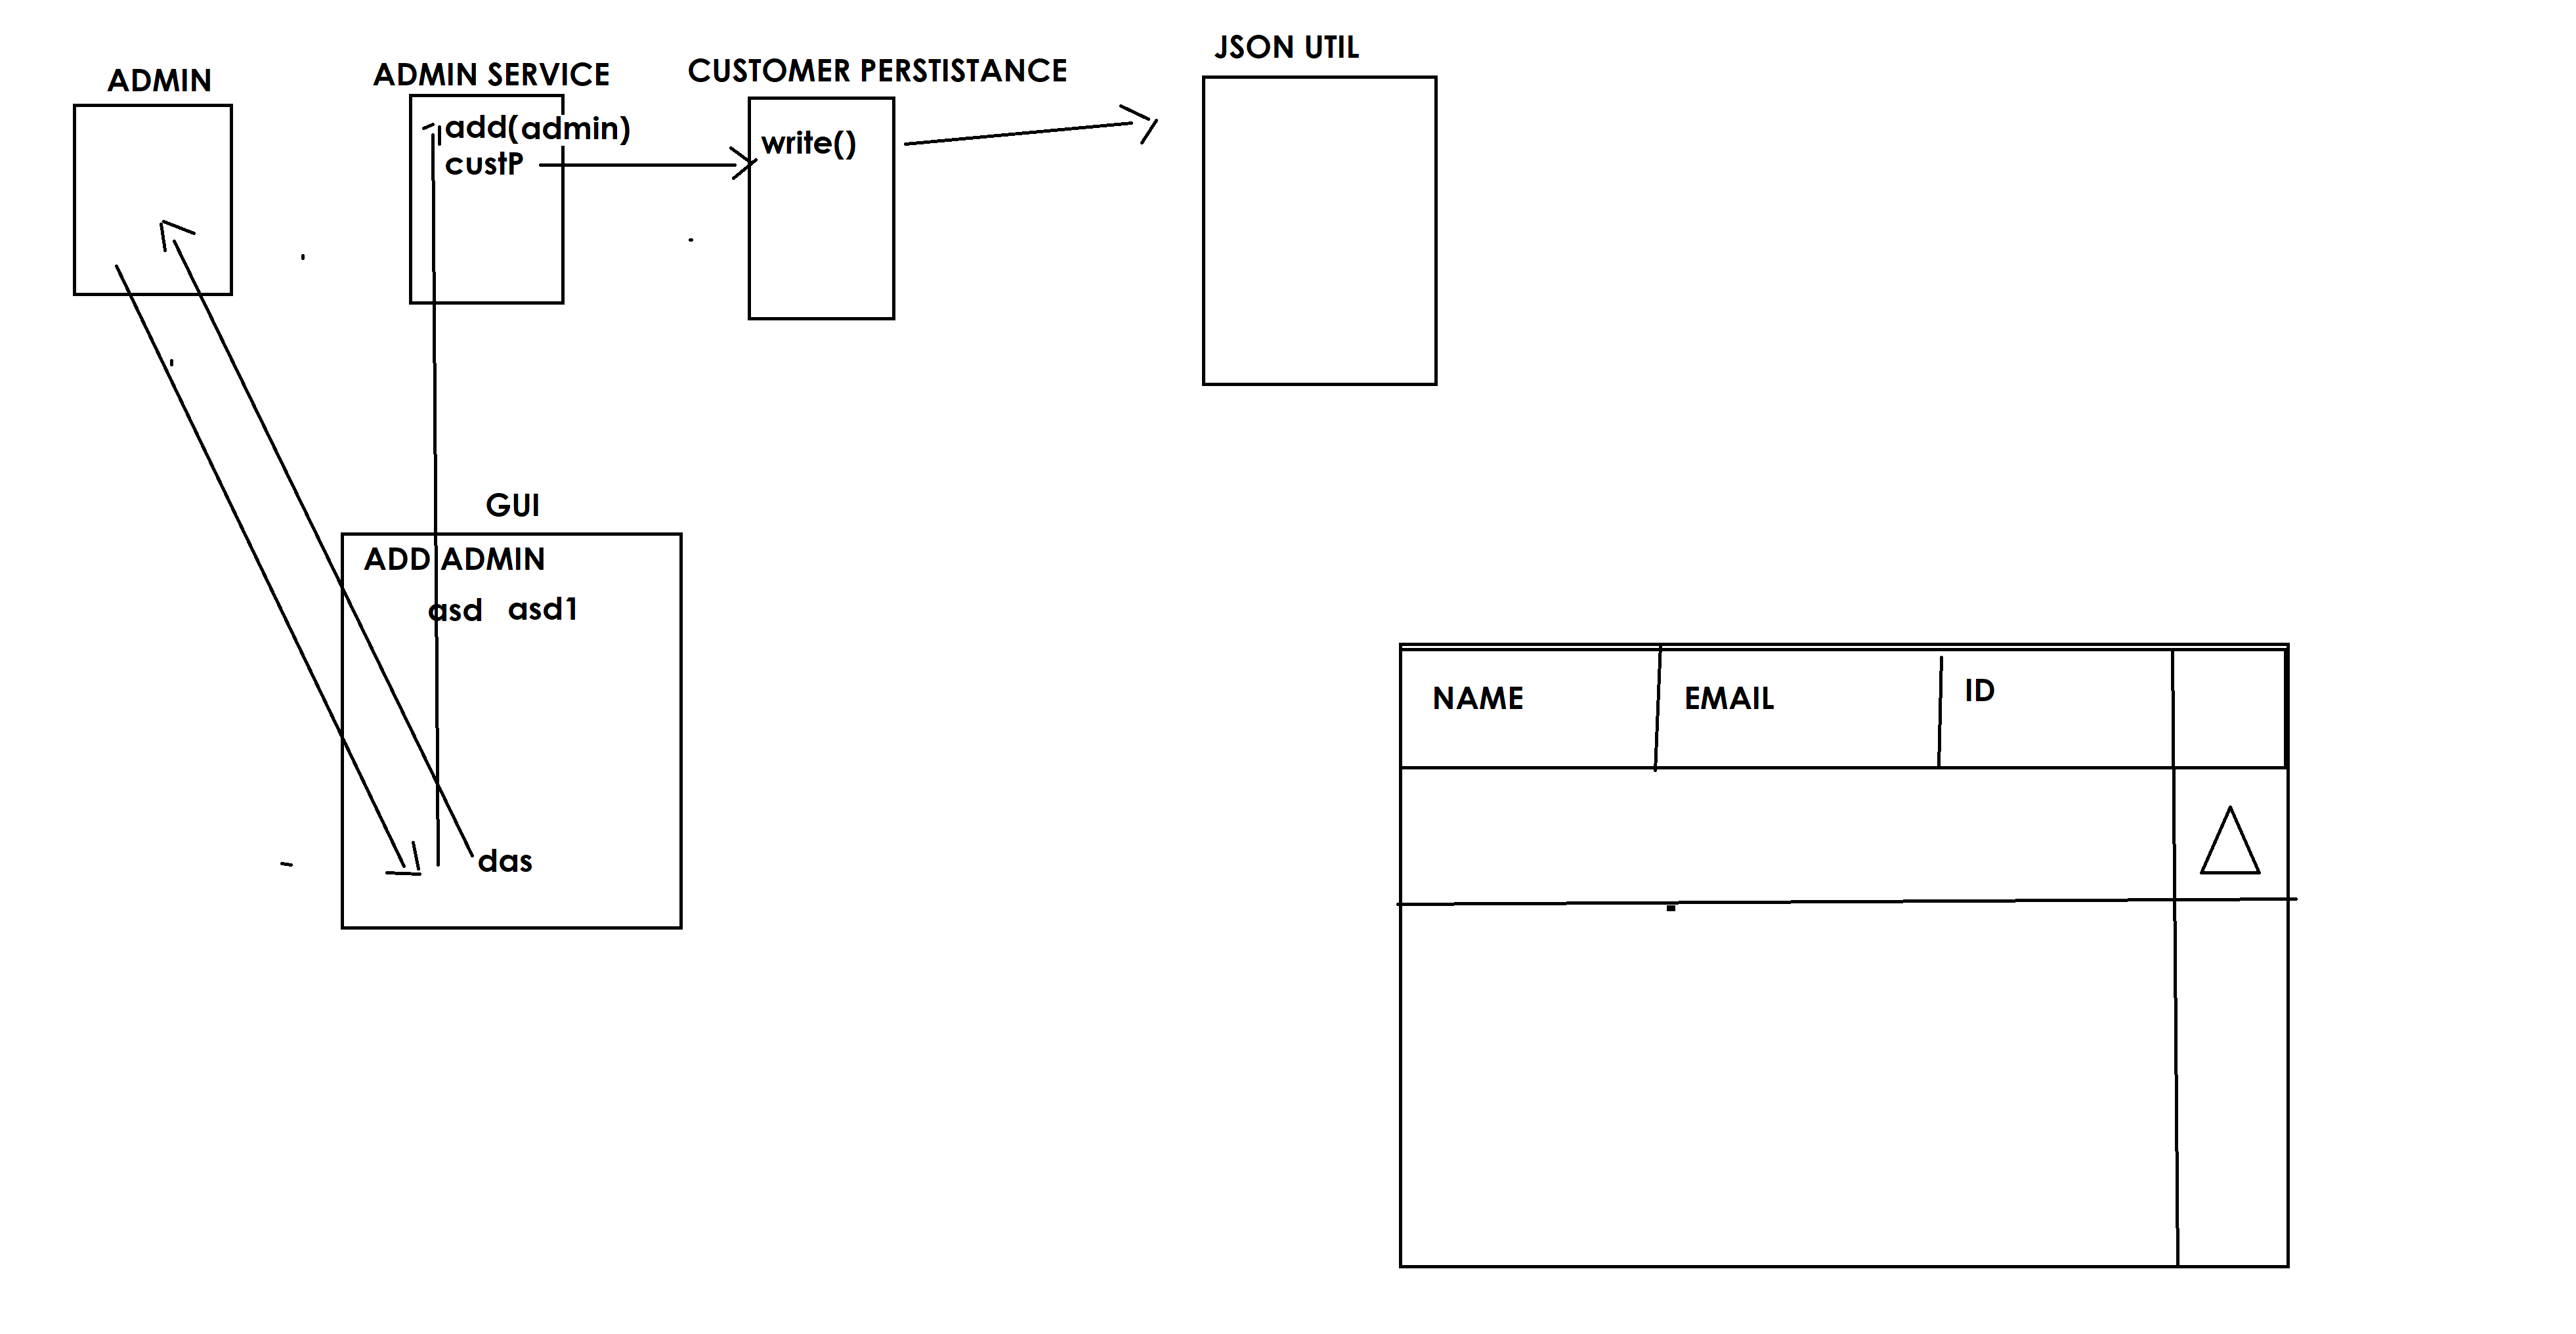 JSON UTIL
ADMIN
ADMIN SERVICE
CUSTOMER PERSTISTANCE
add(admin)
custP
write()
GUI
ADD ADMIN
asd asd1
das
NAME EMAIL ID